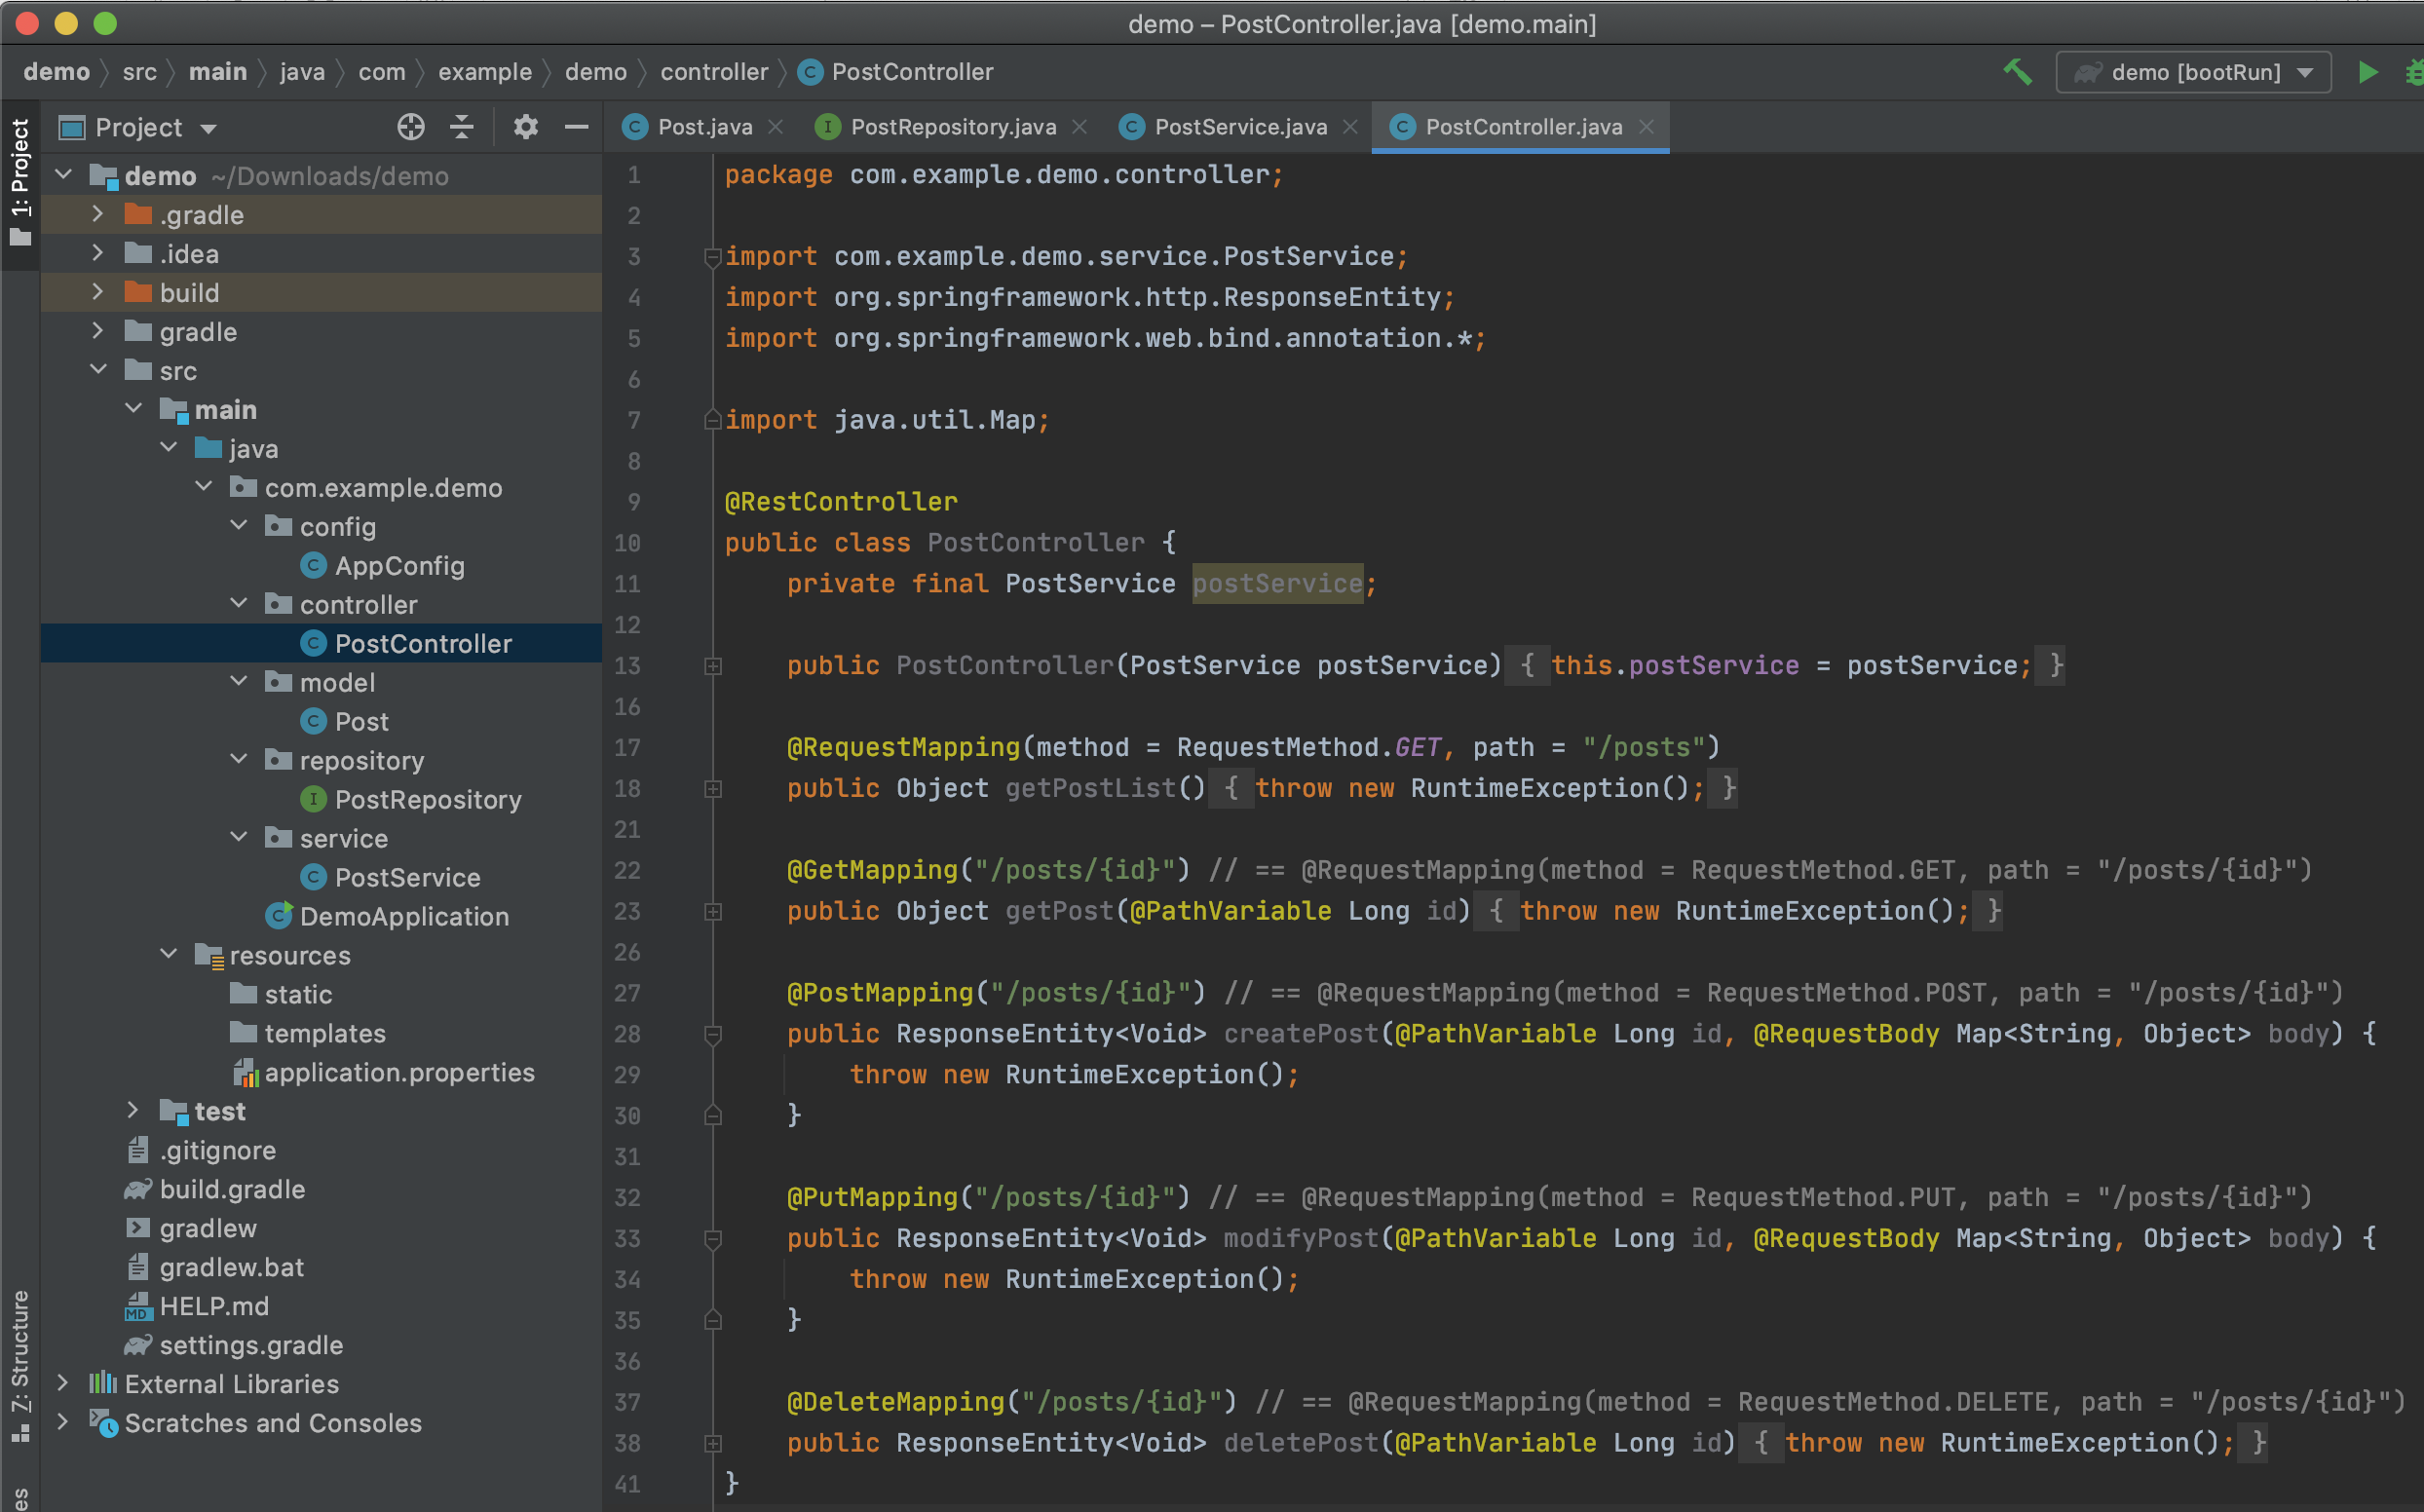 demo – PostController.java [demo.main]
demo src main java com example demo controller PostController
demo [bootRun]
1: Project
Project
Post.java PostRepository.java PostService.java PostController.java
demo ~/Downloads/demo
.gradle
.idea
build
gradle
src
main
java
com.example.demo
config
AppConfig
controller
PostController
model
Post
repository
PostRepository
service
PostService
DemoApplication
resources
static
templates
application.properties
test
.gitignore
build.gradle
gradlew
gradlew.bat
HELP.md
settings.gradle
External Libraries
Scratches and Consoles
7: Structure
es
1 package com.example.demo.controller;
2
3 import com.example.demo.service.PostService;
4 import org.springframework.http.ResponseEntity;
5 import org.springframework.web.bind.annotation.*;
6
7 import java.util.Map;
8
9 @RestController
10 public class PostController {
11 private final PostService postService;
12
13 public PostController(PostService postService) { this.postService = postService; }
16
17 @RequestMapping(method = RequestMethod.GET, path = "/posts")
18 public Object getPostList() { throw new RuntimeException(); }
21
22 @GetMapping("/posts/{id}") // == @RequestMapping(method = RequestMethod.GET, path = "/posts/{id}")
23 public Object getPost(@PathVariable Long id) { throw new RuntimeException(); }
26
27 @PostMapping("/posts/{id}") // == @RequestMapping(method = RequestMethod.POST, path = "/posts/{id}")
28 public ResponseEntity<Void> createPost(@PathVariable Long id, @RequestBody Map<String, Object> body) {
29 throw new RuntimeException();
30 }
31
32 @PutMapping("/posts/{id}") // == @RequestMapping(method = RequestMethod.PUT, path = "/posts/{id}")
33 public ResponseEntity<Void> modifyPost(@PathVariable Long id, @RequestBody Map<String, Object> body) {
34 throw new RuntimeException();
35 }
36
37 @DeleteMapping("/posts/{id}") // == @RequestMapping(method = RequestMethod.DELETE, path = "/posts/{id}")
38 public ResponseEntity<Void> deletePost(@PathVariable Long id) { throw new RuntimeException(); }
41 }